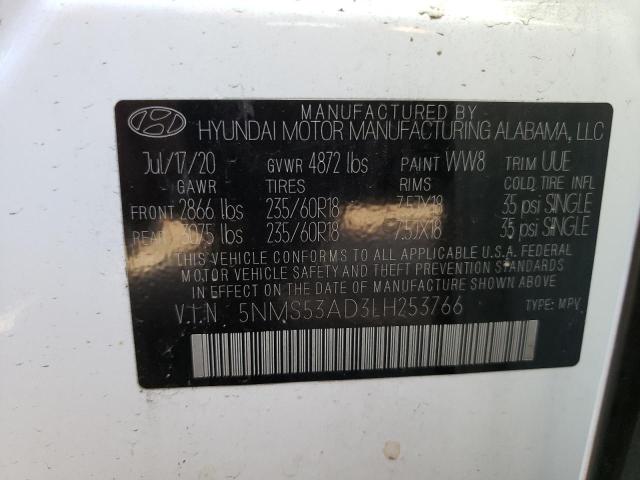 MANUFACTURED BY
HYUNDAI MOTOR MANUFACTURING ALABAMA, LLC
Jul/17/20 GVWR 4872 lbs PAINT WW8 TRIM UUE
GAWR TIRES RIMS COLD TIRE INFL
FRONT 2866 lbs 235/60R18 7.5JX18 35 psi SINGLE
REAR 3075 lbs 235/60R18 7.5JX18 35 psi SINGLE
THIS VEHICLE CONFORMS TO ALL APPLICABLE U.S.A. FEDERAL
MOTOR VEHICLE SAFETY AND THEFT PREVENTION STANDARDS
IN EFFECT ON THE DATE OF MANUFACTURE SHOWN ABOVE.
V.I.N. 5NMS53AD3LH253766 TYPE: MPV